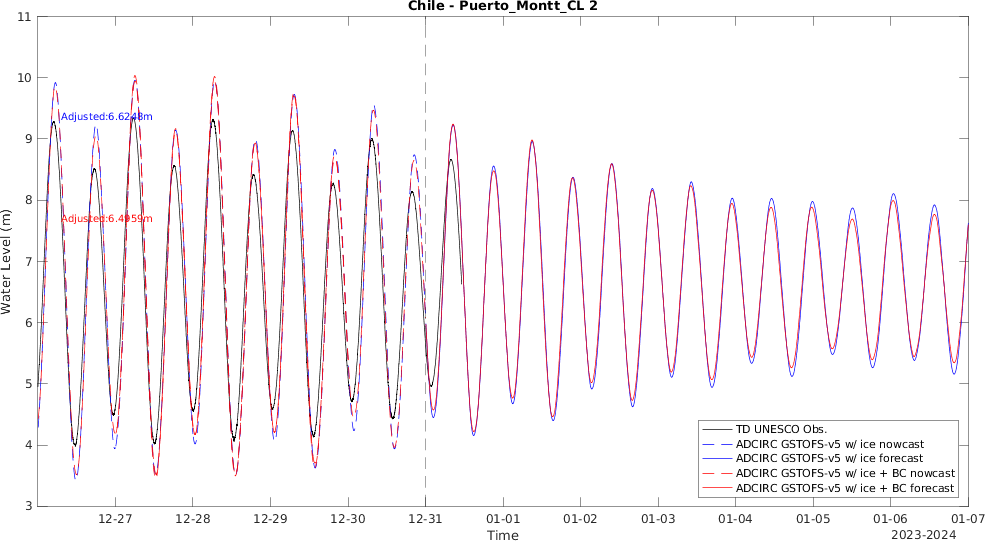 Chile - Puerto_Montt_CL 2
11
10
9
8
7
6
5
4
3
Water Level (m)
Adjusted:6.6248m
Adjusted:6.4959m
TD UNESCO Obs.
ADCIRC GSTOFS-v5 w/ ice nowcast
ADCIRC GSTOFS-v5 w/ ice forecast
ADCIRC GSTOFS-v5 w/ ice + BC nowcast
ADCIRC GSTOFS-v5 w/ ice + BC forecast
12-27 12-28 12-29 12-30 12-31 01-01 01-02 01-03 01-04 01-05 01-06 01-07
Time
2023-2024